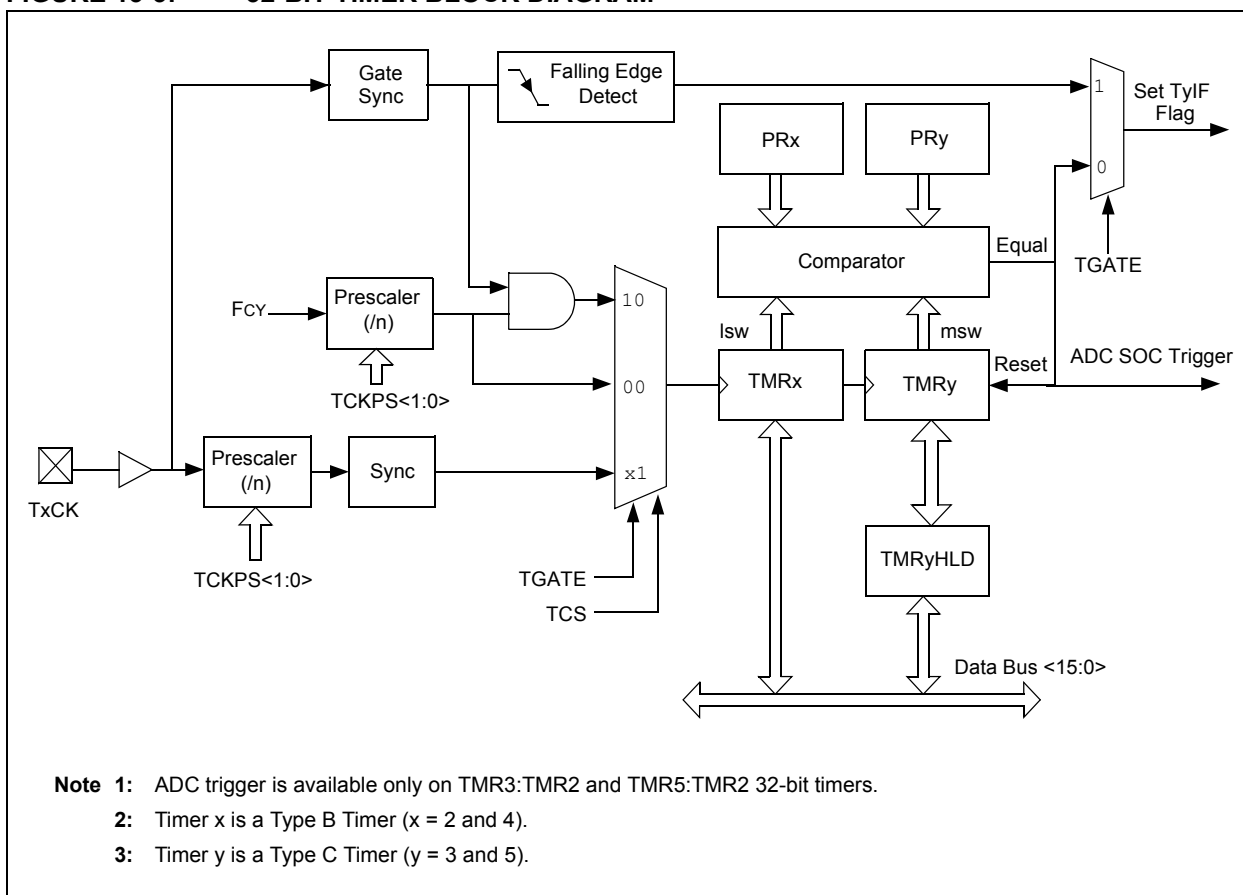 Gate
Sync
Falling Edge
Detect
1
Set TyIF
Flag
PRx
PRy
0
Comparator
Equal
TGATE
FCY
Prescaler
(/n)
10
lsw
msw
TCKPS<1:0>
00
TMRx
TMRy
Reset
ADC SOC Trigger
TxCK
Prescaler
(/n)
Sync
x1
TCKPS<1:0>
TGATE
TCS
TMRyHLD
Data Bus <15:0>
Note 1: ADC trigger is available only on TMR3:TMR2 and TMR5:TMR2 32-bit timers.
2: Timer x is a Type B Timer (x = 2 and 4).
3: Timer y is a Type C Timer (y = 3 and 5).